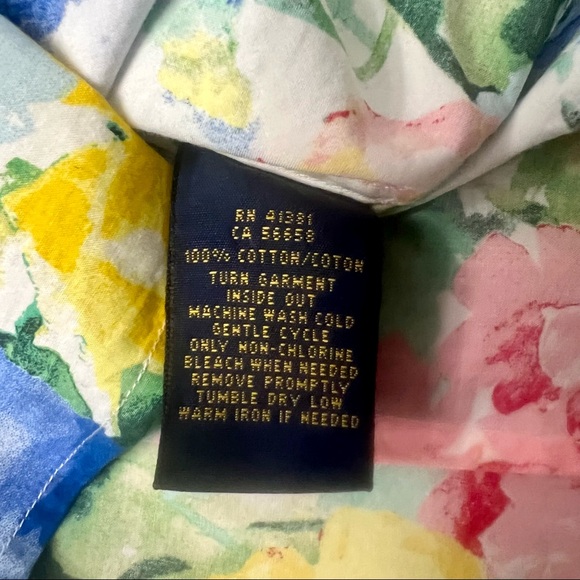 RN 41381
CA 56658
100% COTTON/COTON
TURN GARMENT
INSIDE OUT
MACHINE WASH COLD
GENTLE CYCLE
ONLY NON-CHLORINE
BLEACH WHEN NEEDED
REMOVE PROMPTLY
TUMBLE DRY LOW
WARM IRON IF NEEDED